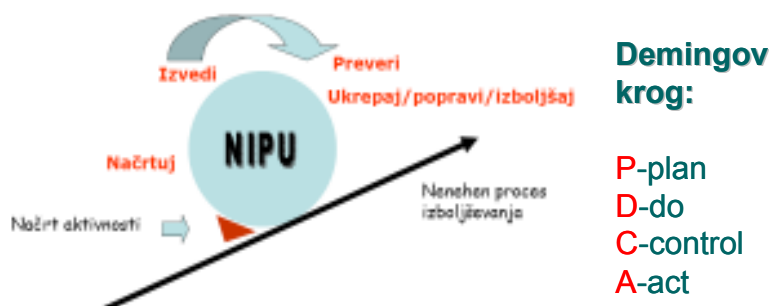 Izvedi
Preveri
Ukrepaj/popravi/izboljšaj
NIPU
Načrtuj
Načrt aktivnosti
Nenehen proces
izboljševanja
Demingov
krog:
P-plan
D-do
C-control
A-act